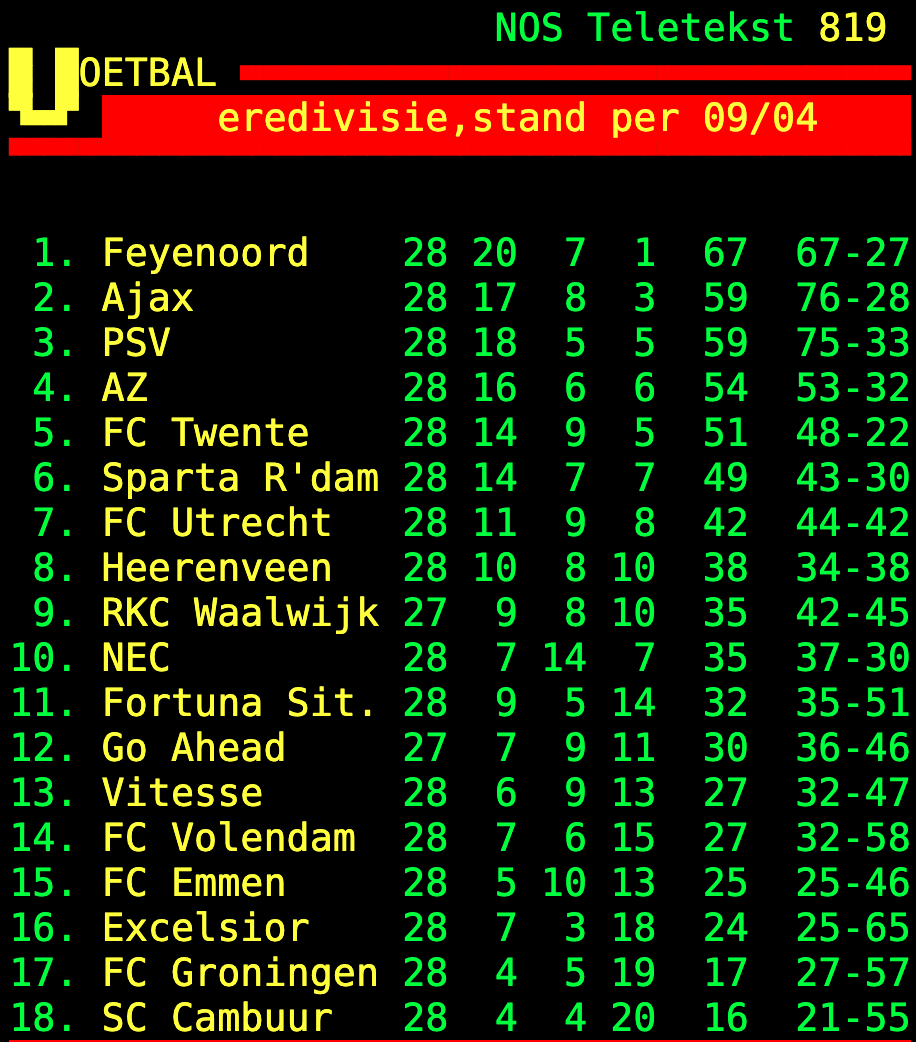 NOS Teletekst 819
VOETBAL
eredivisie,stand per 09/04
1. Feyenoord 28 20 7 1 67 67-27
2. Ajax 28 17 8 3 59 76-28
3. PSV 28 18 5 5 59 75-33
4. AZ 28 16 6 6 54 53-32
5. FC Twente 28 14 9 5 51 48-22
6. Sparta R'dam 28 14 7 7 49 43-30
7. FC Utrecht 28 11 9 8 42 44-42
8. Heerenveen 28 10 8 10 38 34-38
9. RKC Waalwijk 27 9 8 10 35 42-45
10. NEC 28 7 14 7 35 37-30
11. Fortuna Sit. 28 9 5 14 32 35-51
12. Go Ahead 27 7 9 11 30 36-46
13. Vitesse 28 6 9 13 27 32-47
14. FC Volendam 28 7 6 15 27 32-58
15. FC Emmen 28 5 10 13 25 25-46
16. Excelsior 28 7 3 18 24 25-65
17. FC Groningen 28 4 5 19 17 27-57
18. SC Cambuur 28 4 4 20 16 21-55